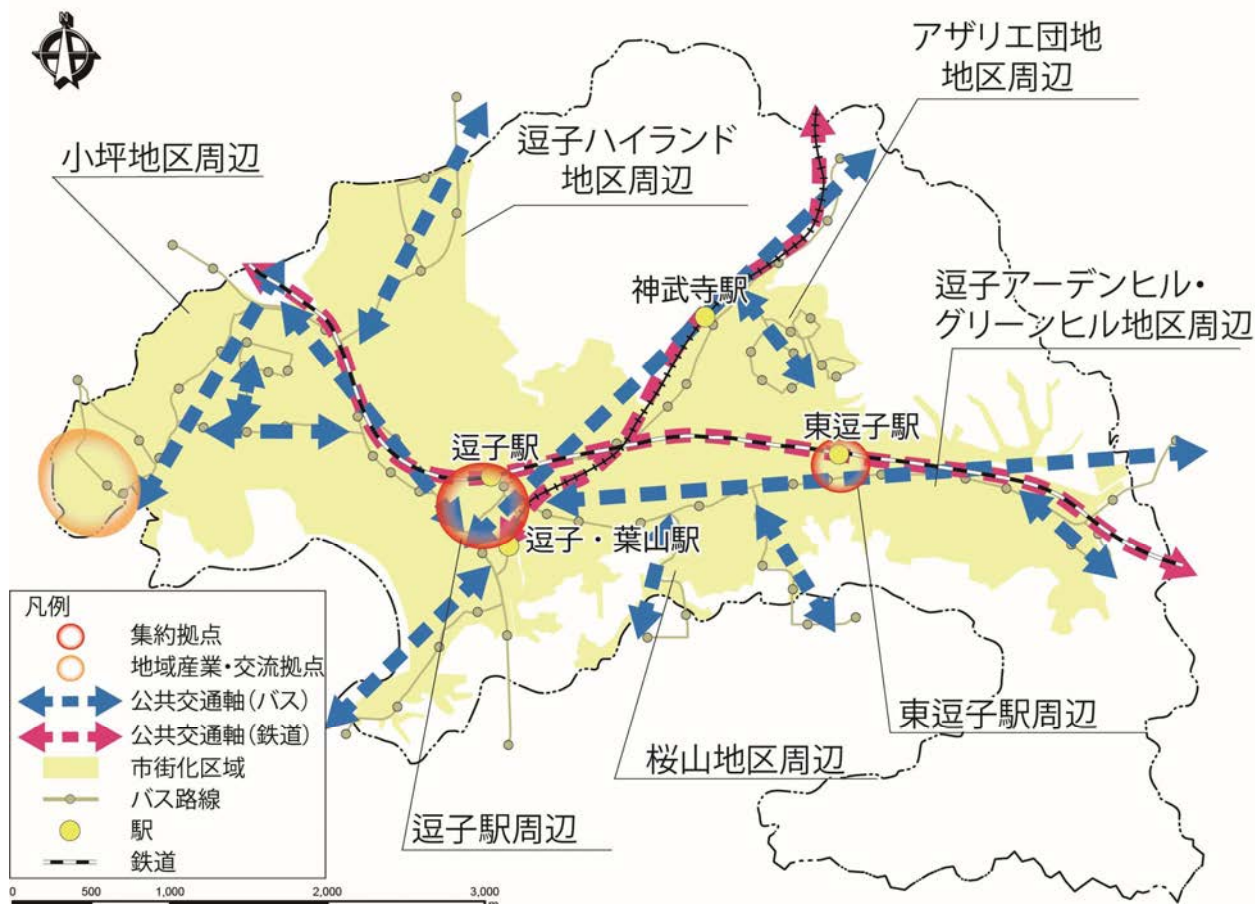 N
アザリエ団地
地区周辺
逗子ハイランド
地区周辺
小坪地区周辺
神武寺駅
逗子アーデンヒル・
グリーンヒル地区周辺
東逗子駅
逗子駅
逗子・葉山駅
東逗子駅周辺
桜山地区周辺
逗子駅周辺
凡例
集約拠点
地域産業・交流拠点
公共交通軸(バス)
公共交通軸(鉄道)
市街化区域
バス路線
駅
鉄道
0 500 1,000 2,000 3,000
m